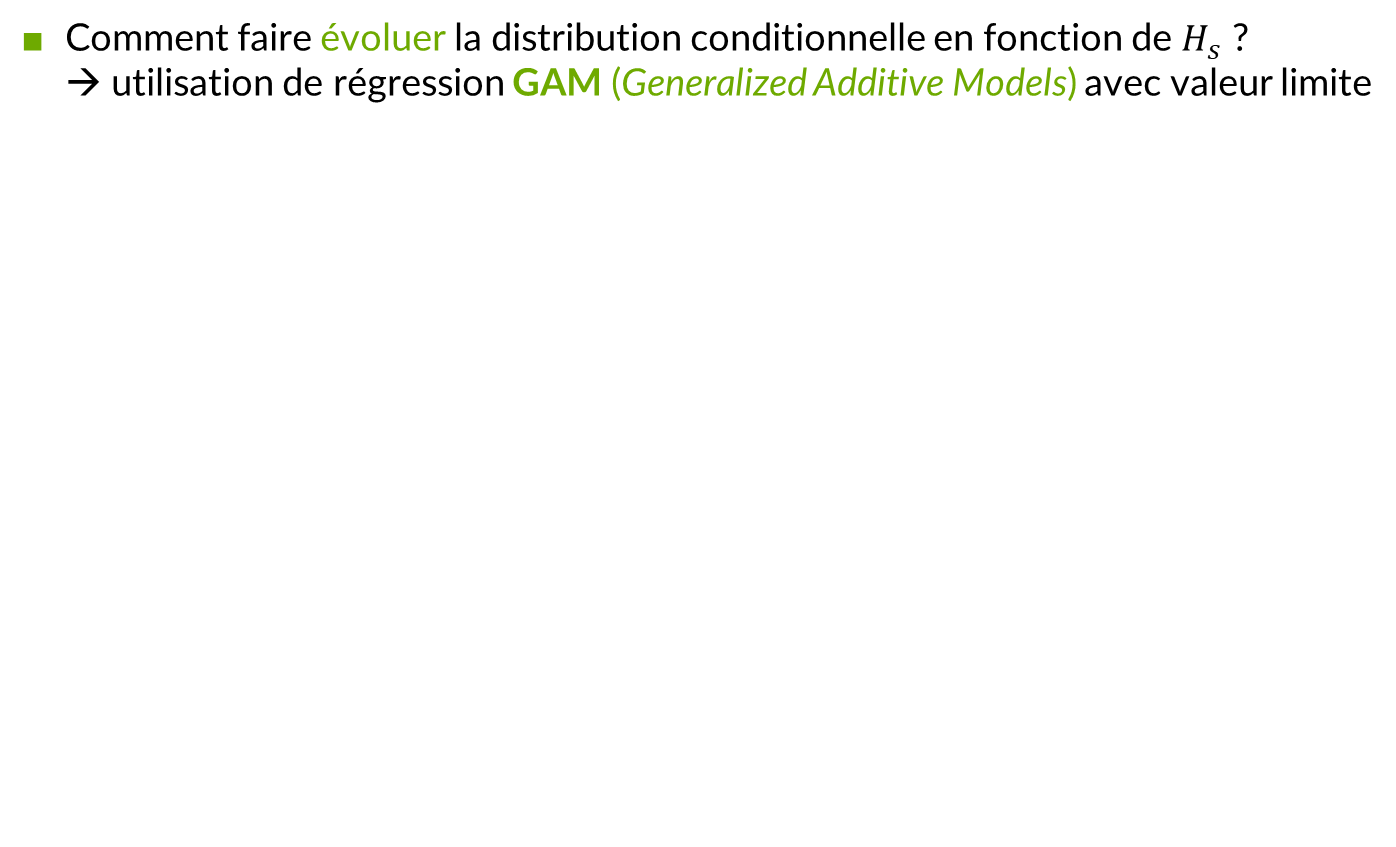 ▪ Comment faire évoluer la distribution conditionnelle en fonction de Hₛ ?
→ utilisation de régression GAM (Generalized Additive Models) avec valeur limite